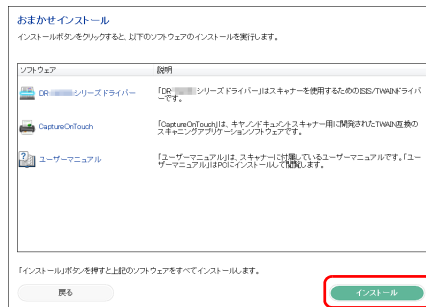 おまかせインストール
インストールボタンをクリックすると、以下のソフトウェアのインストールを実行します。
ソフトウェア 説明
DR- シリーズドライバー 「DR- シリーズドライバー」はスキャナーを使用するためのISIS/TWAINドライバ
ーです。
CaptureOnTouch 「CaptureOnTouch」は、キヤノンドキュメントスキャナー用に開発されたTWAIN互換の
スキャニングアプリケーションソフトウェアです。
ユーザーマニュアル 「ユーザーマニュアル」は、スキャナーに付属しているユーザーマニュアルです。「ユー
ザーマニュアル」はPCにインストールして閲覧します。
「インストール」ボタンを押すと上記のソフトウェアをすべてインストールします。
戻る インストール